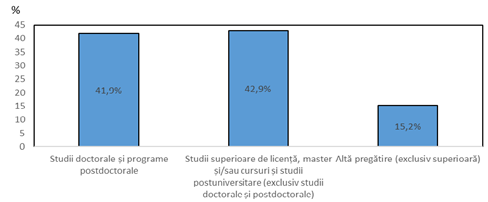 %
45
40
35
30
25
20
15
10
5
0
41,9%
42,9%
15,2%
Studii doctorale și programe
postdoctorale
Studii superioare de licență, master
și/sau cursuri și studii
postuniversitare (exclusiv studii
doctorale și postdoctorale)
Altă pregătire (exclusiv superioară)